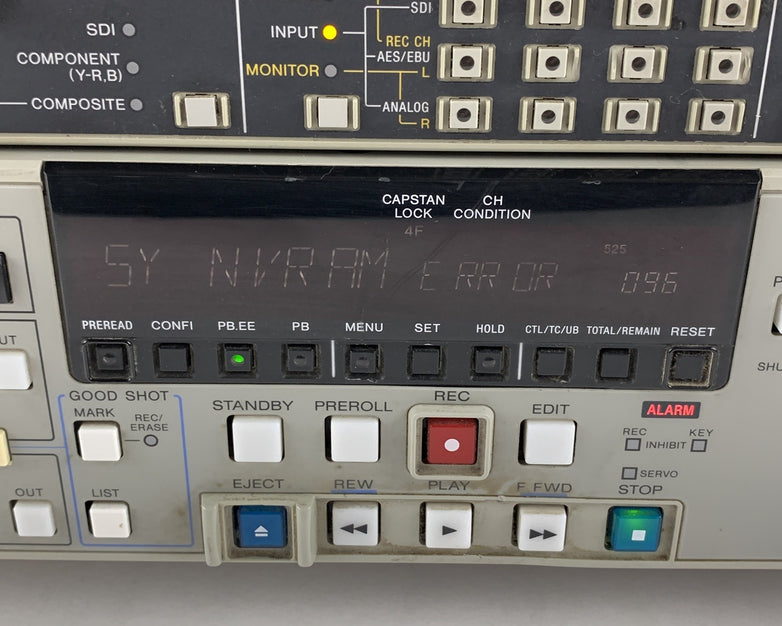 SDI
COMPONENT
(Y-R,B)
COMPOSITE
INPUT
MONITOR
SDI
REC CH
AES/EBU
L
ANALOG
R
CAPSTAN
LOCK
CH
CONDITION
4F
525
SY NVRAM ERROR 096
PREREAD CONFI PB.EE PB MENU SET HOLD CTL/TC/UB TOTAL/REMAIN RESET
GOOD SHOT
MARK
REC/
ERASE
LIST
OUT
STANDBY PREROLL REC EDIT
ALARM
REC
INHIBIT
KEY
SERVO
EJECT REW PLAY F FWD STOP